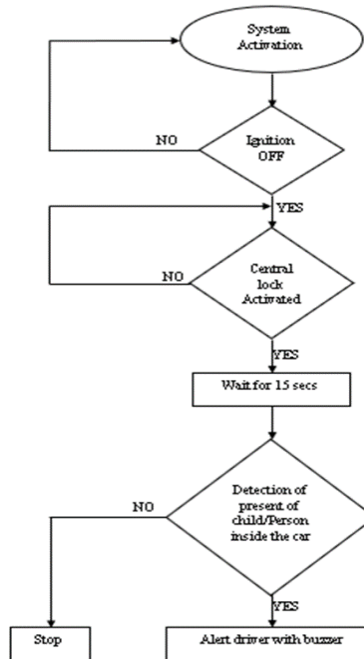 System
Activation
NO
Ignition
OFF
YES
NO
Central
lock
Activated
YES
Wait for 15 secs
NO
Detection of
present of
child/Person
inside the car
YES
Stop
Alert driver with buzzer